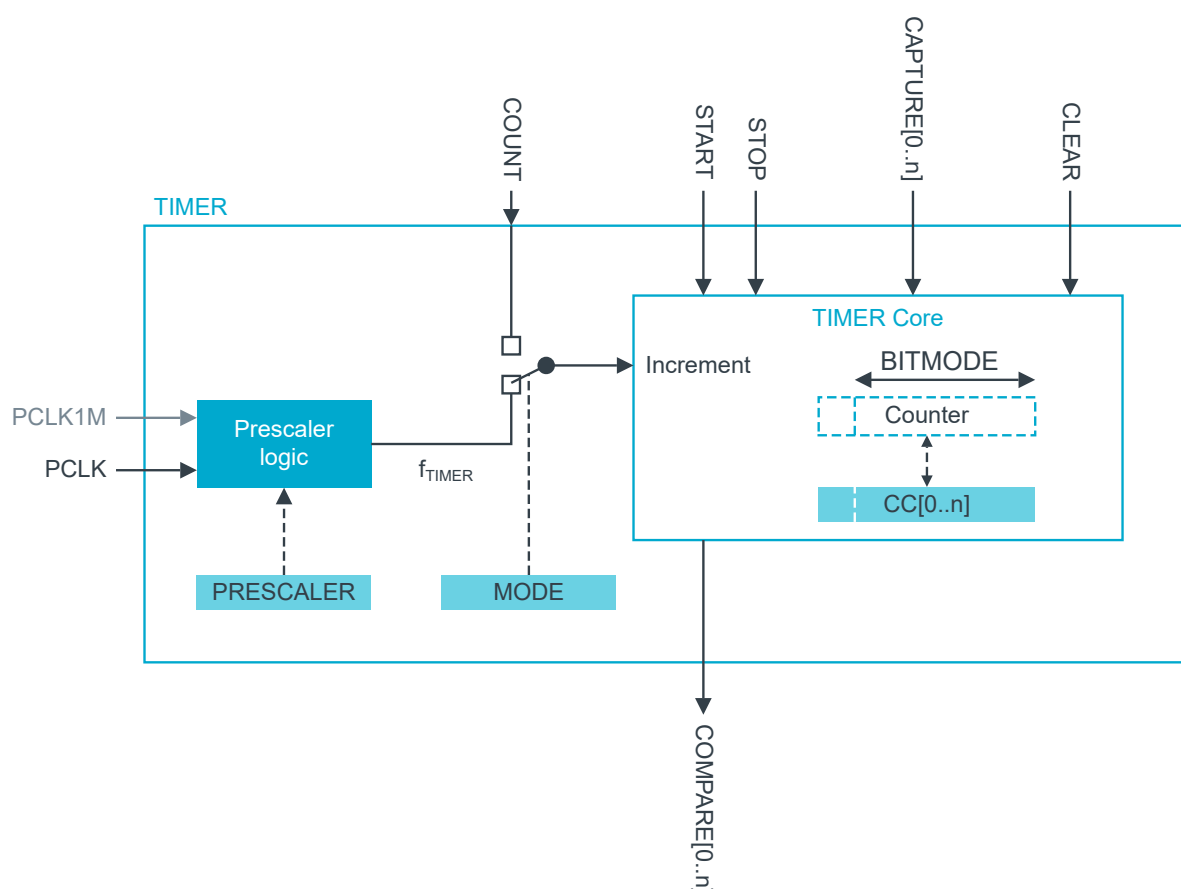 CAPTURE[0..n]
COUNT
START
STOP
CLEAR
TIMER
TIMER Core
Increment
BITMODE
Counter
CC[0..n]
PCLK1M
PCLK
Prescaler
logic
fTIMER
PRESCALER
MODE
COMPARE[0..n]